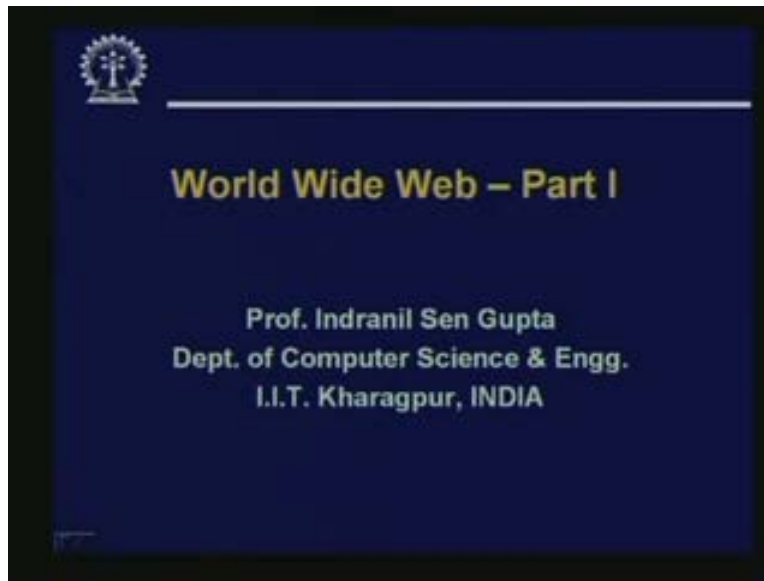 World Wide Web – Part I
Prof. Indranil Sen Gupta
Dept. of Computer Science & Engg.
I.I.T. Kharagpur, INDIA